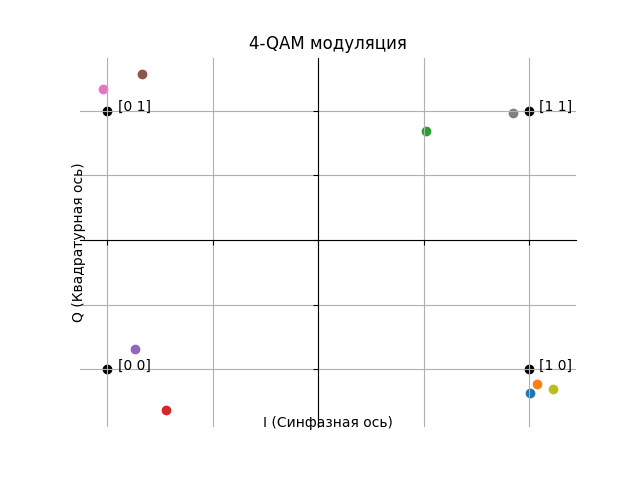 4-QAM модуляция
[0 1]
[1 1]
Q (Квадратурная ось)
[0 0]
[1 0]
I (Синфазная ось)